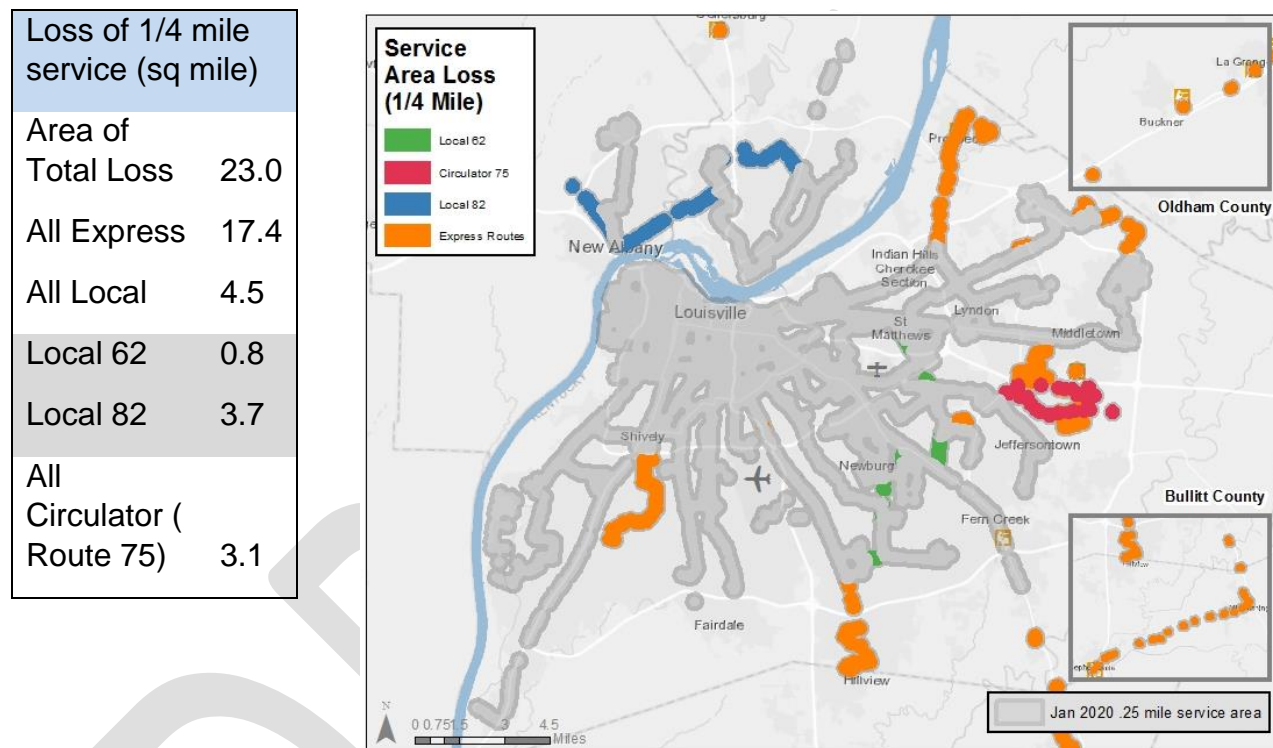 Loss of 1/4 mile
service (sq mile)
Area of
Total Loss 23.0
All Express 17.4
All Local 4.5
Local 62 0.8
Local 82 3.7
All
Circulator (
Route 75) 3.1
Service
Area Loss
(1/4 Mile)
Local 62
Circulator 75
Local 82
Express Routes
La Grang
Buckner
Oldham County
New Albany
Indian Hills
Cherokee
Section
Louisville
St
Matthews
Lyndon
Middletown
KENTUCKY
Shively
Jeffersontown
Newburg
Bullitt County
Fern Creek
Fairdale
Hillview
Hillview
N
0 0.75 1.5 3 4.5
Miles
Jan 2020 .25 mile service area